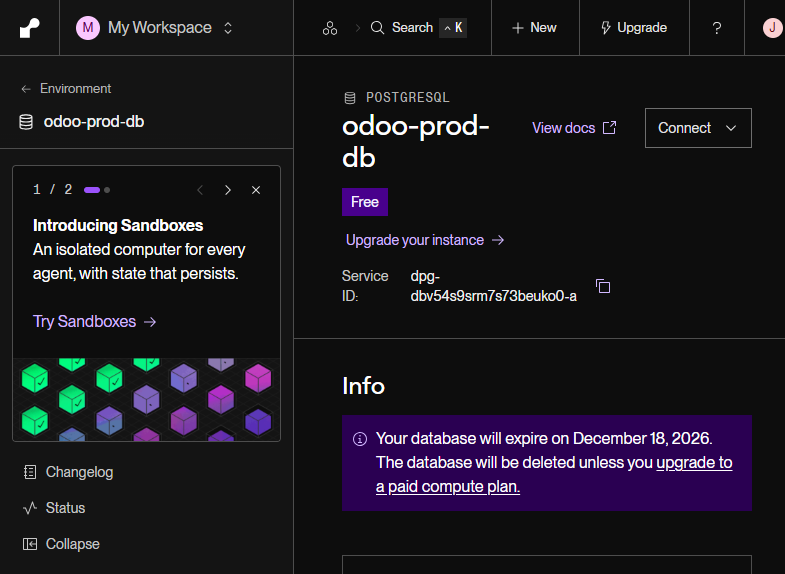 M My Workspace
Search ^ K
+ New
Upgrade
?
J
← Environment
odoo-prod-db
1 / 2
Introducing Sandboxes
An isolated computer for every
agent, with state that persists.
Try Sandboxes →
Changelog
Status
Collapse
POSTGRESQL
odoo-prod-
db
View docs
Connect
Free
Upgrade your instance →
Service
ID:
dpg-
dbv54s9srm7s73beuko0-a
Info
Your database will expire on December 18, 2026.
The database will be deleted unless you upgrade to
a paid compute plan.